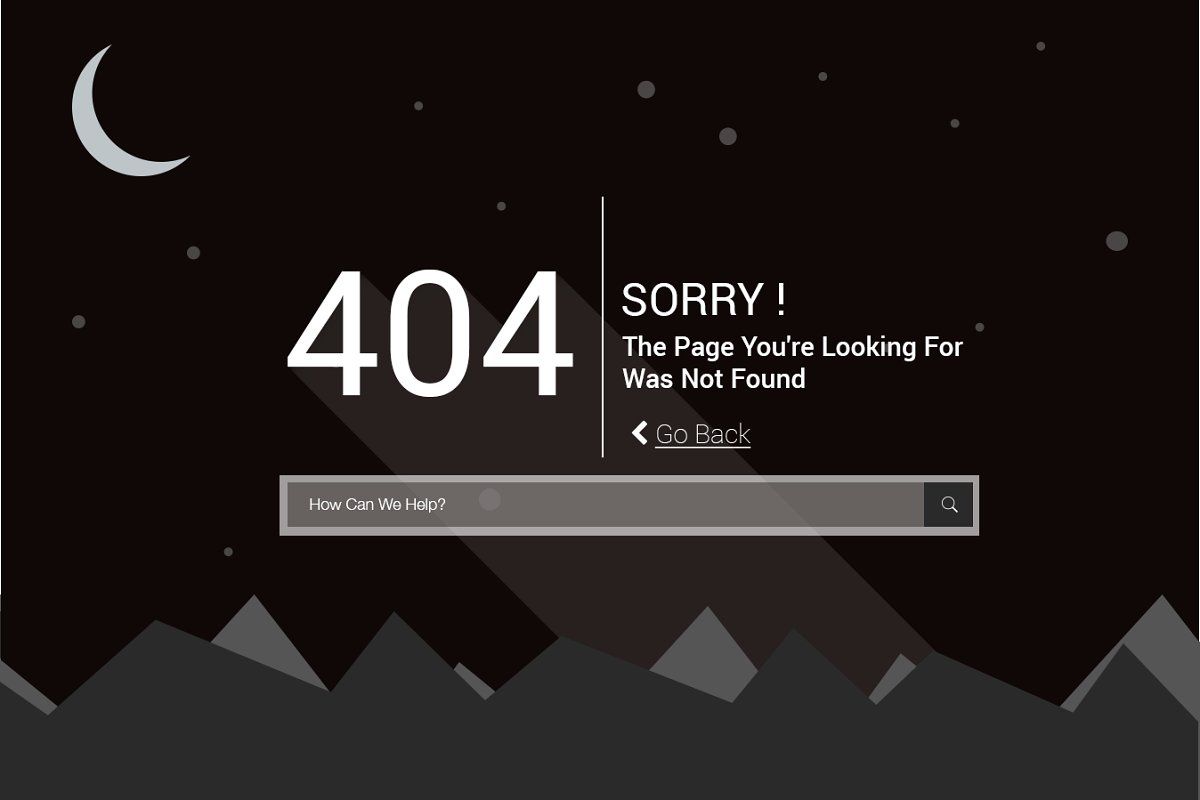 404
SORRY !
The Page You're Looking For
Was Not Found
Go Back
How Can We Help?